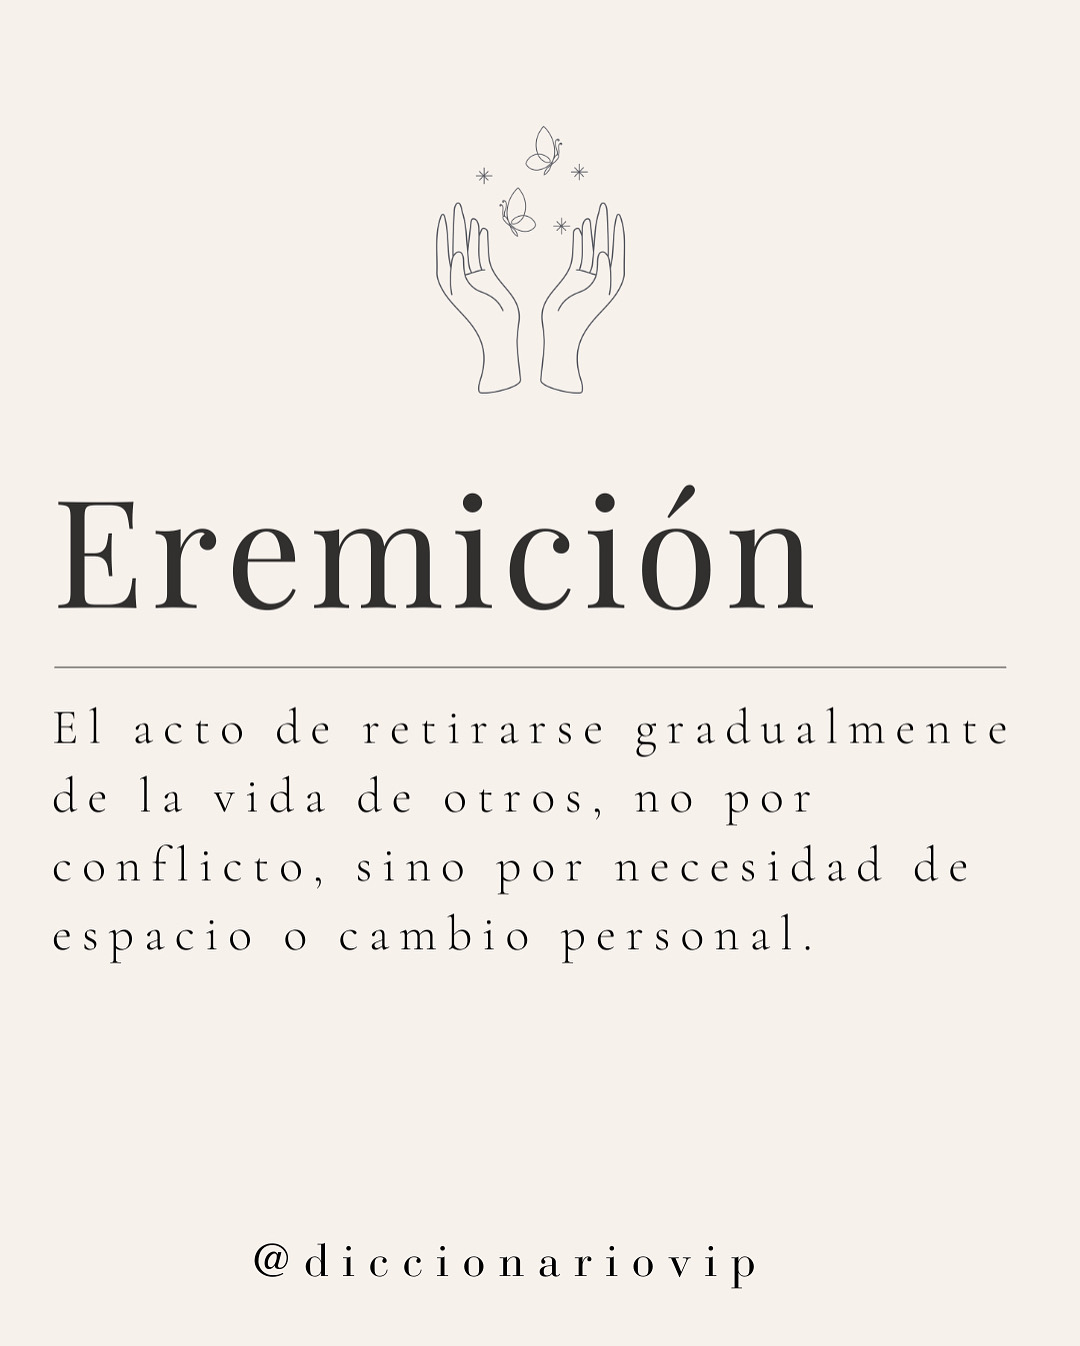 Eremición
El acto de retirarse gradualmente
de la vida de otros, no por
conflicto, sino por necesidad de
espacio o cambio personal.
@diccionariovip